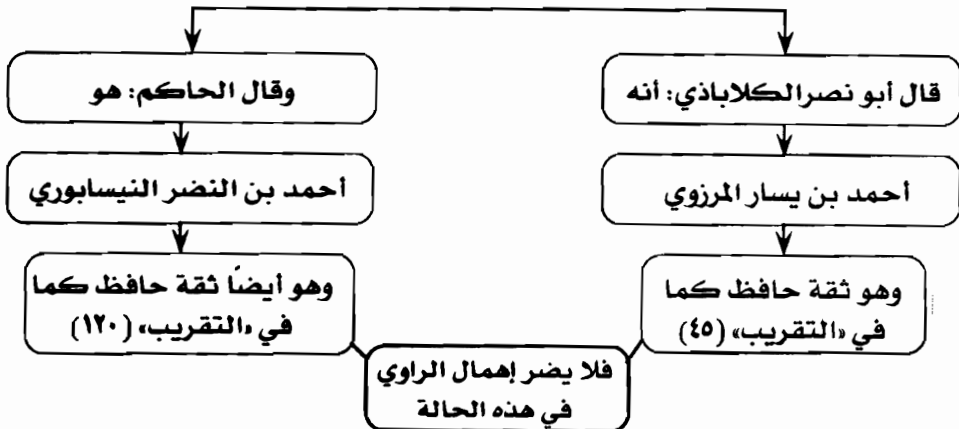 قال أبو نصر الكلاباذي: أنه
أحمد بن يسار المرزوي
وهو ثقة حافظ كما
في «التقريب» (٤٥)
وقال الحاكم: هو
أحمد بن النضر النيسابوري
وهو أيضاً ثقة حافظ كما
في «التقريب» (١٢٠)
فلا يضر إهمال الراوي
في هذه الحالة